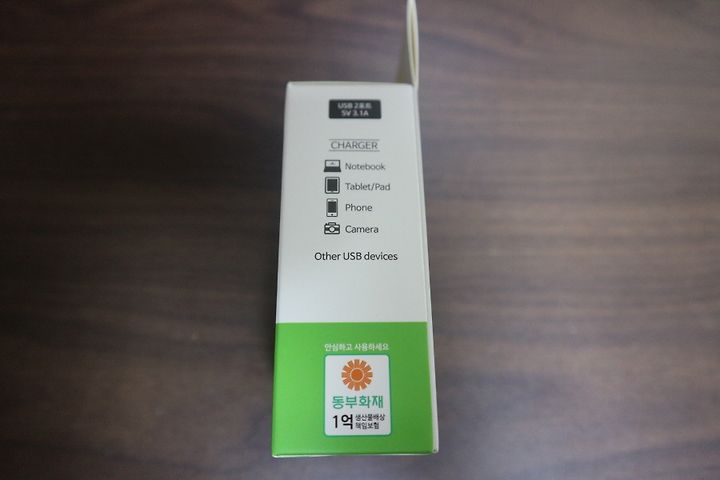 USB 2포트
5V 3.1A
CHARGER
Notebook
Tablet/Pad
Phone
Camera
Other USB devices
안심하고 사용하세요
동부화재
1억 생산물배상
책임보험